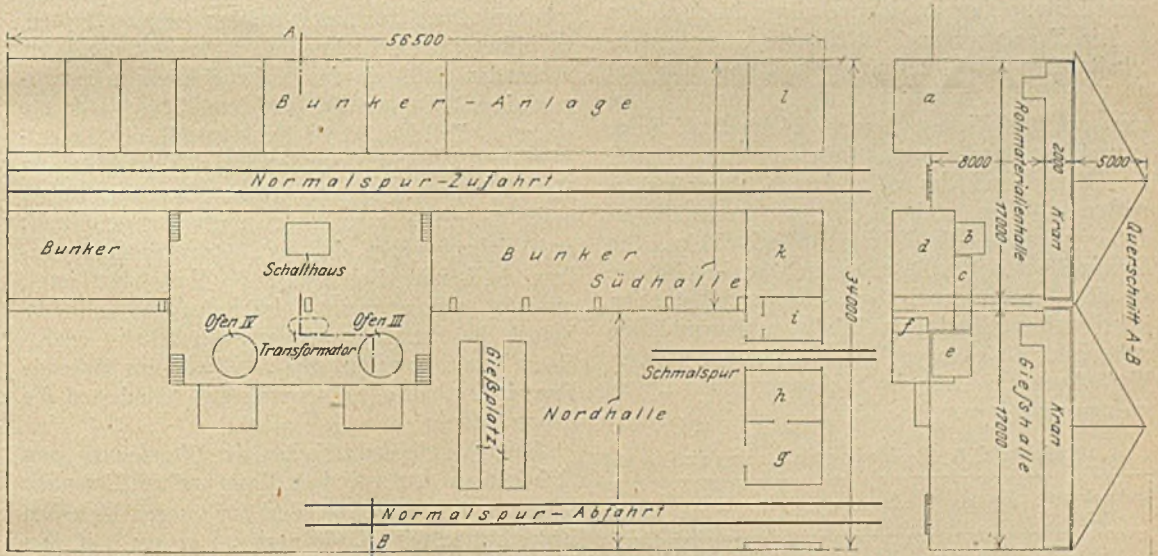 A
56500
Bunker-Anlage
l
Normalspur-Zufahrt
Bunker
Schalthaus
Bunker
Südhalle
k
34000
Ofen IV
Ofen III
Transformator
i
Schmalspur
Gießplatz
Nordhalle
h
g
Normalspur-Abfahrt
B
a
Rohmaterialienhalle
8000
2000
5000
17000
Kran
d
b
c
f
e
Gießhalle
17000
Kran
Querschnitt A-B